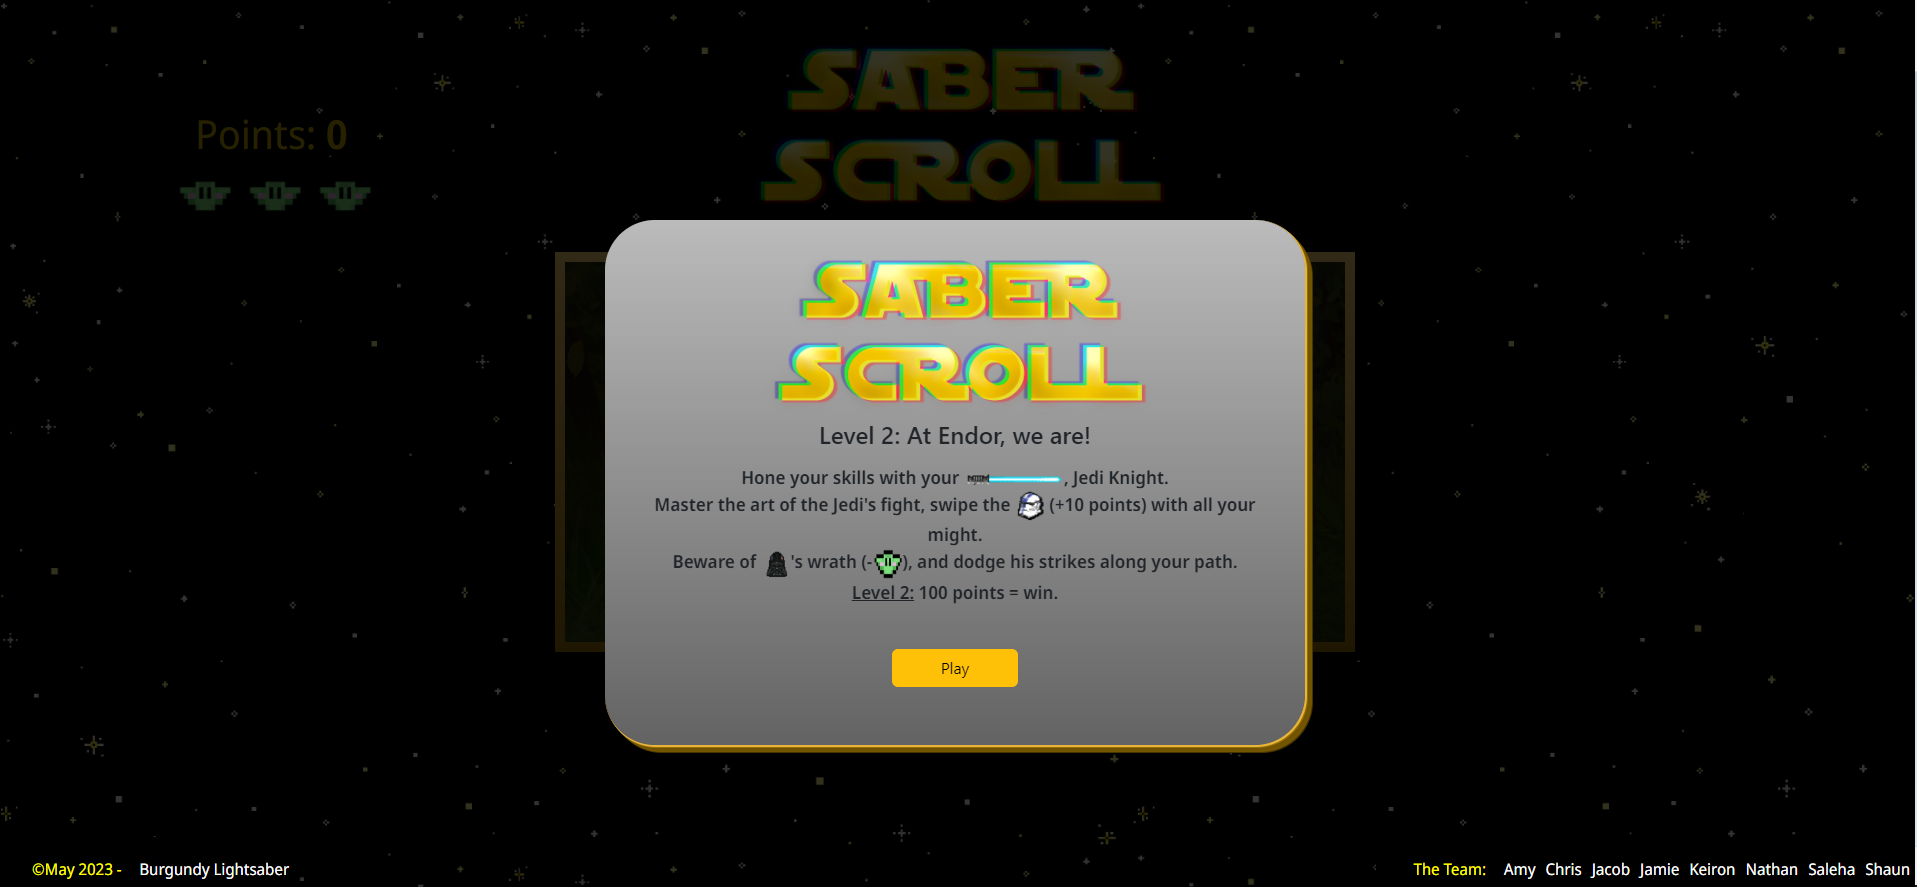 SABER
SCROLL
Points: 0
SABER
SCROLL
Level 2: At Endor, we are!
Hone your skills with your , Jedi Knight.
Master the art of the Jedi's fight, swipe the (+10 points) with all your
might.
Beware of 's wrath (- ), and dodge his strikes along your path.
Level 2: 100 points = win.
Play
©May 2023 - Burgundy Lightsaber
The Team: Amy Chris Jacob Jamie Keiron Nathan Saleha Shaun